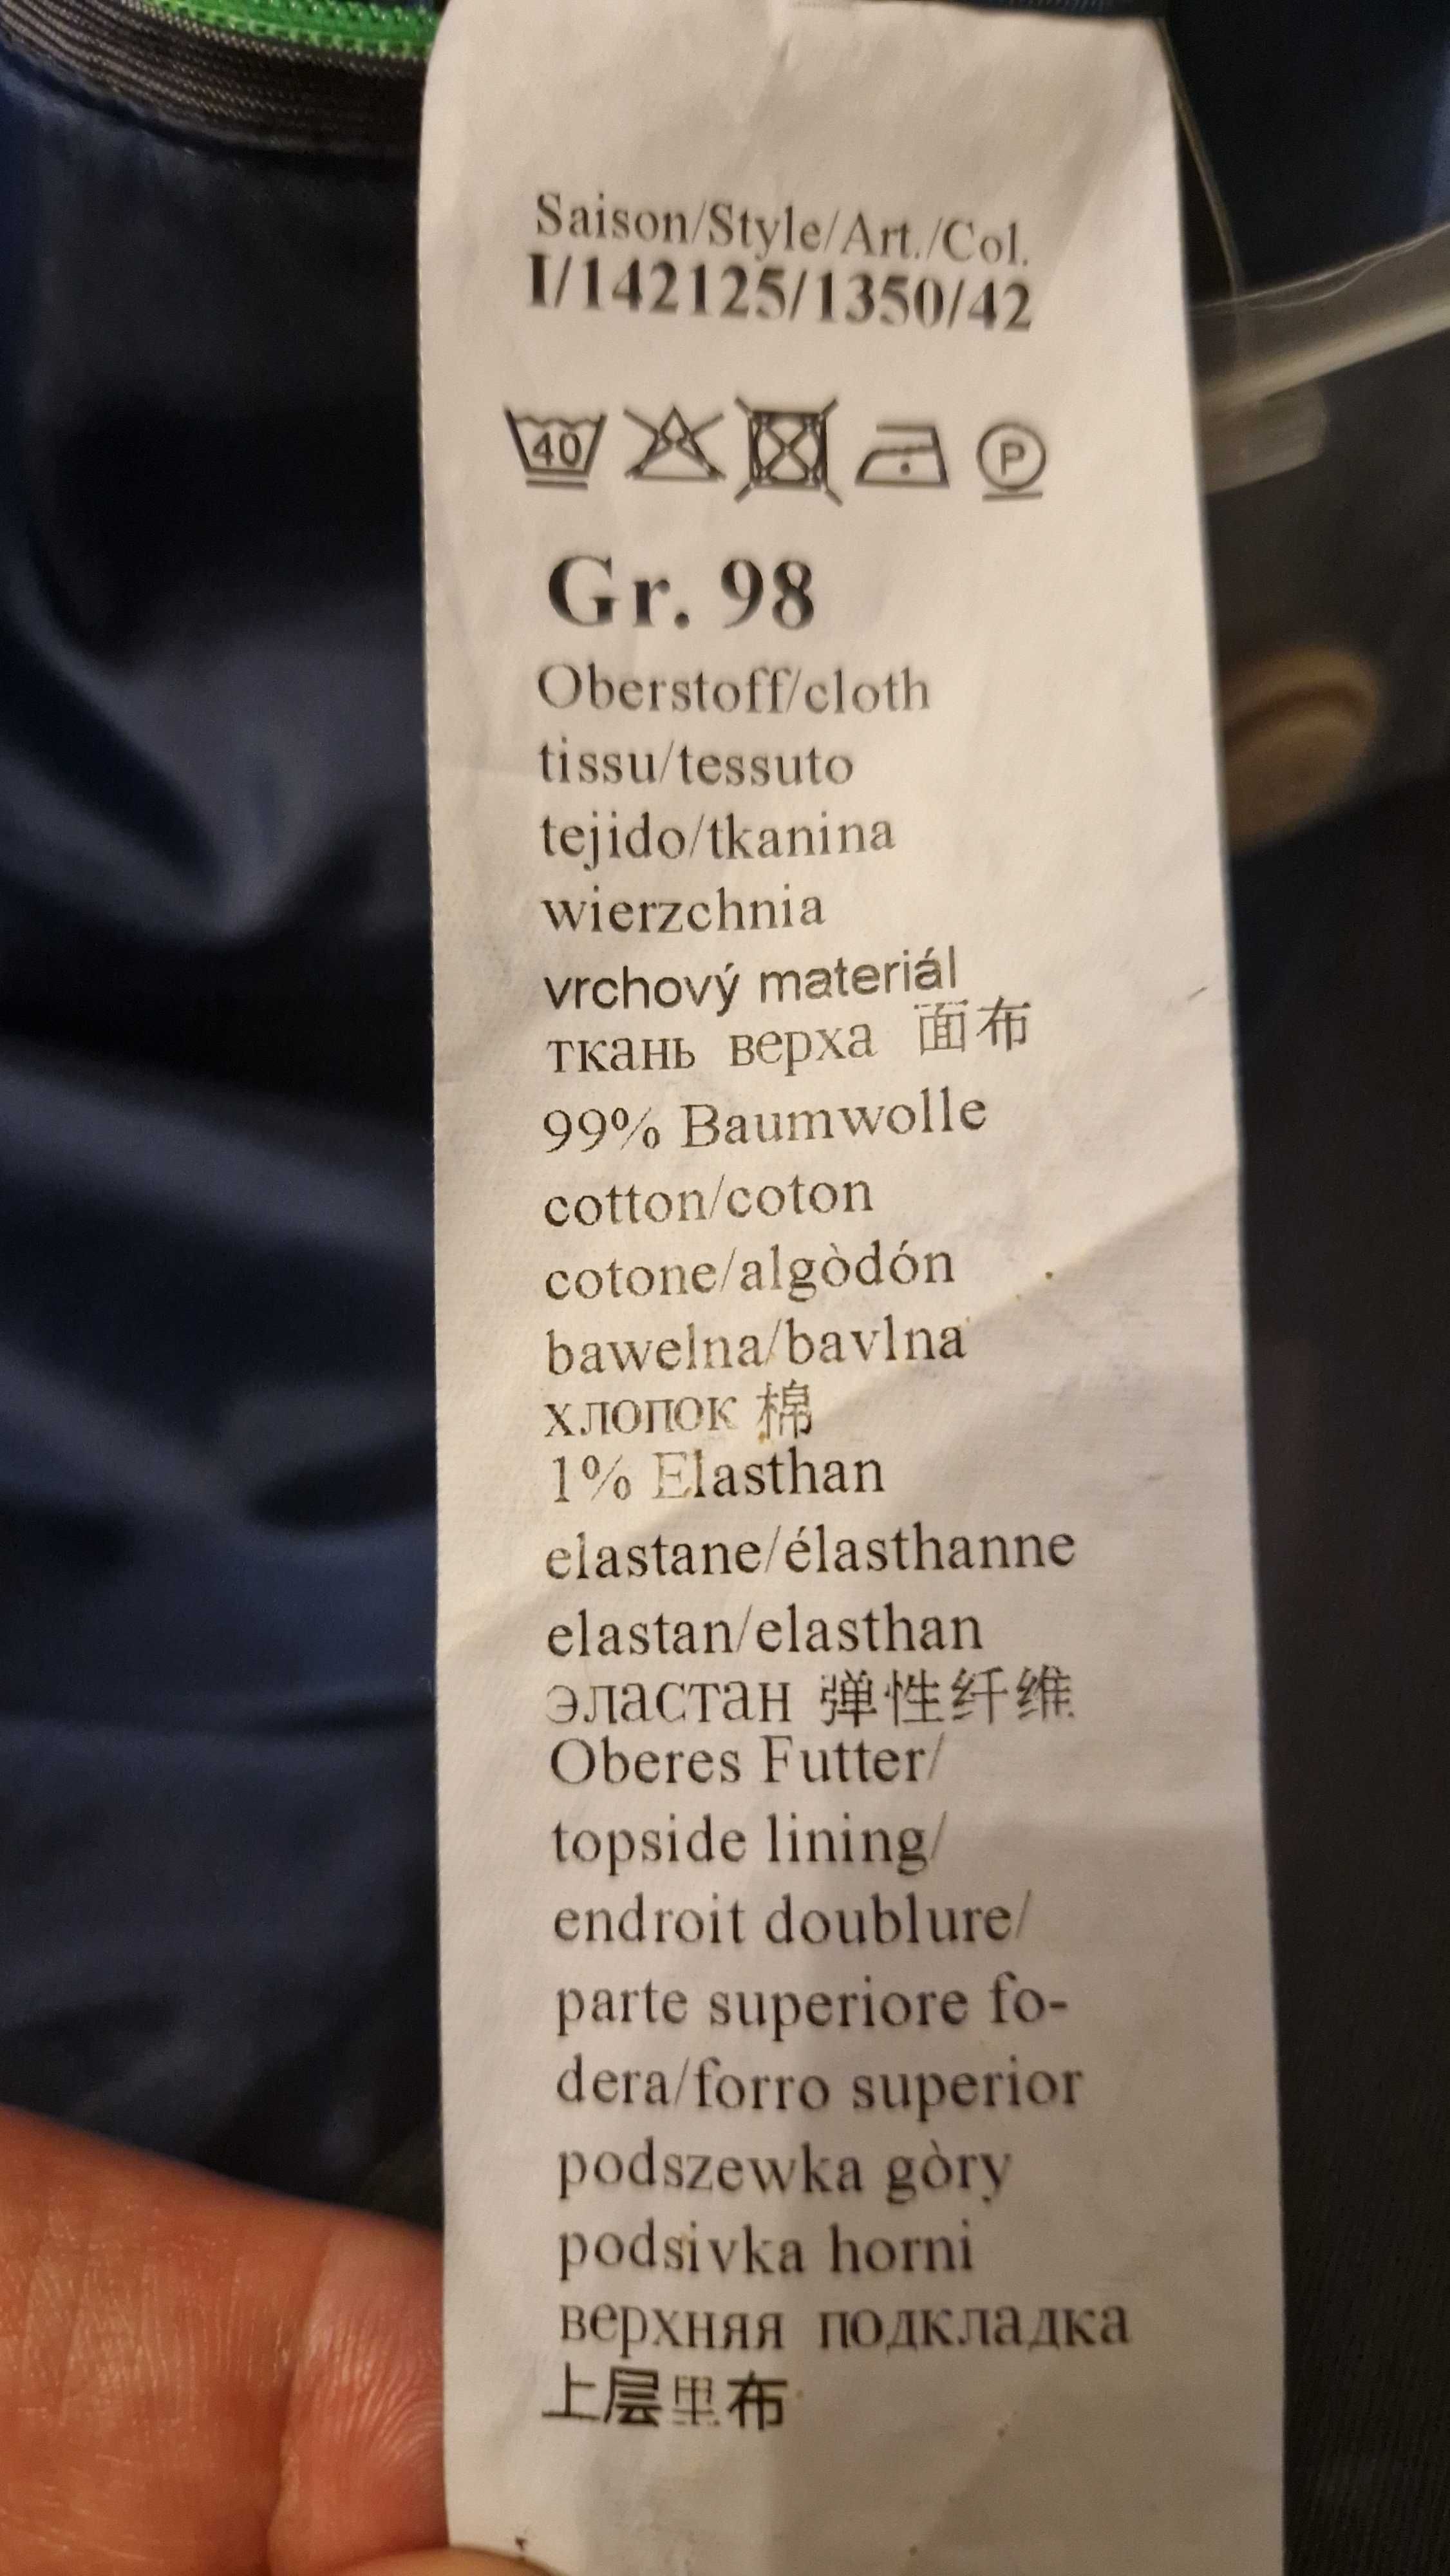 Saison/Style/Art./Col.
I/142125/1350/42
40 P
Gr. 98
Oberstoff/cloth
tissu/tessuto
tejido/tkanina
wierzchnia
vrchový materiál
ткань верха 面布
99% Baumwolle
cotton/coton
cotone/algòdón
bawelna/bavlna
хлопок 棉
1% Elasthan
elastane/élasthanne
elastan/elasthan
эластан 弹性纤维
Oberes Futter/
topside lining/
endroit doublure/
parte superiore fo-
dera/forro superior
podszewka gòry
podsivka horni
верхняя подкладка
上层里布